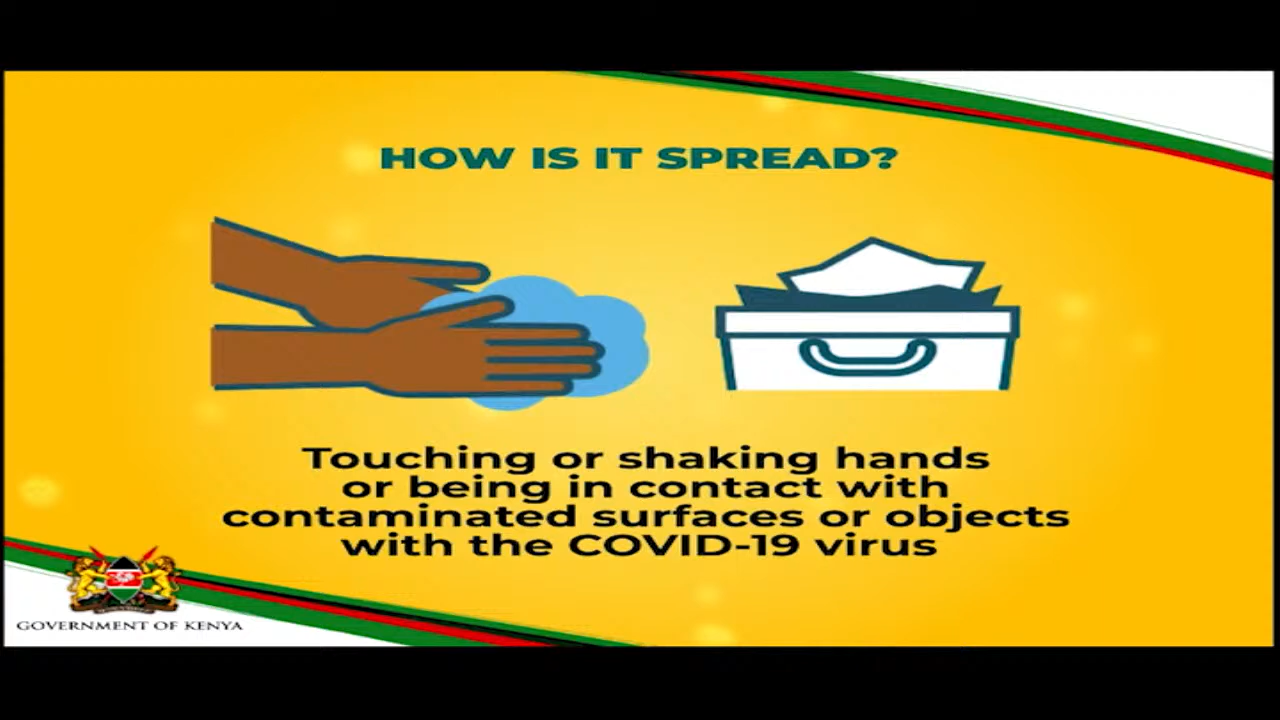 HOW IS IT SPREAD?
Touching or shaking hands
or being in contact with
contaminated surfaces or objects
with the COVID-19 virus
GOVERNMENT OF KENYA